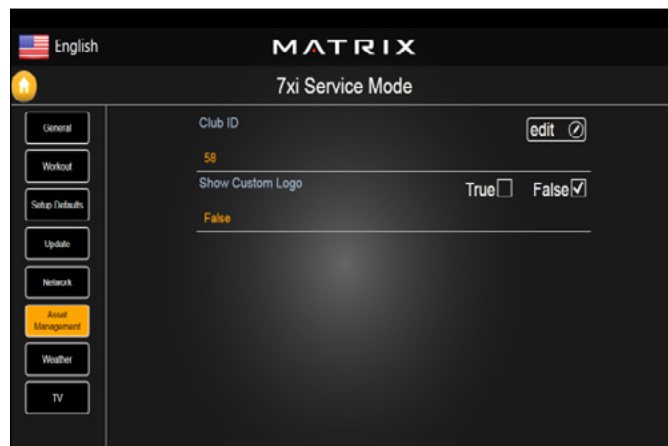 English
MATRIX
7xi Service Mode
General
Workout
Setup Defaults
Update
Network
Asset
Management
Weather
TV
Club ID
edit
58
Show Custom Logo
True
False
False